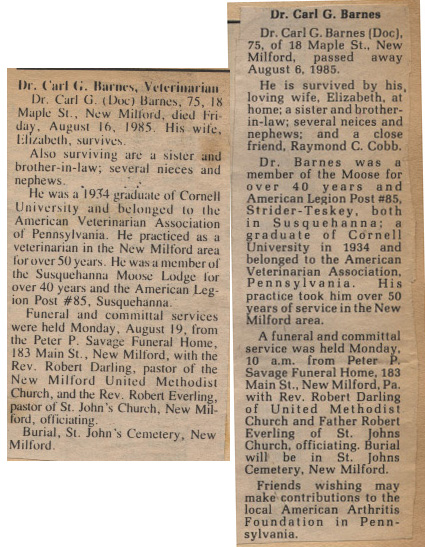 Dr. Carl G. Barnes, Veterinarian
Dr. Carl G. (Doc) Barnes, 75, 18
Maple St., New Milford, died Fri-
day, August 16, 1985. His wife,
Elizabeth, survives.
Also surviving are a sister and
brother-in-law; several nieces and
nephews.
He was a 1934 graduate of Cornell
University and belonged to the
American Veterinarian Association
of Pennsylvania. He practiced as a
veterinarian in the New Milford area
for over 50 years. He was a member of
the Susquehanna Moose Lodge for
over 40 years and the American Leg-
ion Post #85, Susquehanna.
Funeral and committal services
were held Monday, August 19, from
the Peter P. Savage Funeral Home,
183 Main St., New Milford, with the
Rev. Robert Darling, pastor of the
New Milford United Methodist
Church, and the Rev. Robert Everling,
pastor of St. John's Church, New Mil-
ford, officiating.
Burial, St. John's Cemetery, New
Milford.
Dr. Carl G. Barnes
Dr. Carl G. Barnes (Doc),
75, of 18 Maple St., New
Milford, passed away
August 6, 1985.
He is survived by his
loving wife, Elizabeth, at
home; a sister and brother-
in-law; several neices and
nephews; and a close
friend, Raymond C. Cobb.
Dr. Barnes was a
member of the Moose for
over 40 years and
American Legion Post #85,
Strider-Teskey, both
in Susquehanna; a
graduate of Cornell
University in 1934 and
belonged to the American
Veterinarian Association,
Pennsylvania. His
practice took him over 50
years of service in the New
Milford area.
A funeral and committal
service was held Monday,
10 a.m. from Peter P.
Savage Funeral Home, 183
Main St., New Milford, Pa.
with Rev. Robert Darling
of United Methodist
Church and Father Robert
Everling of St. Johns
Church, officiating. Burial
will be in St. Johns
Cemetery, New Milford.
Friends wishing may
make contributions to the
local American Arthritis
Foundation in Penn-
sylvania.